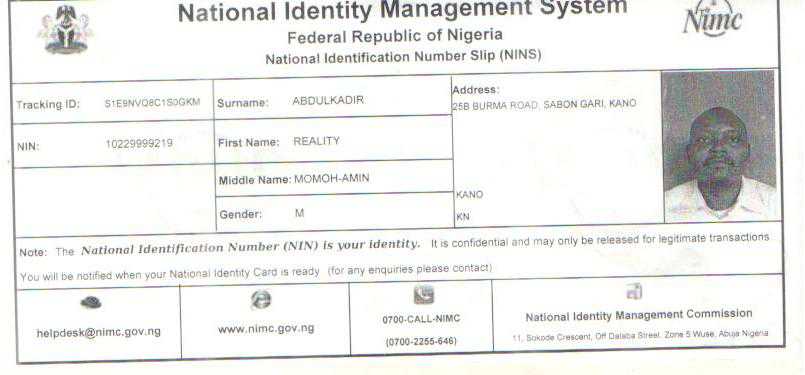 National Identity Management System
Federal Republic of Nigeria
National Identification Number Slip (NINS)
Nimc
Tracking ID: S1E9NVO8C1S0GKM
Surname: ABDULKADIR
Address:
25B BURMA ROAD, SABON GARI, KANO
NIN: 10229999219
First Name: REALITY
Middle Name: MOMOH-AMIN
KANO
Gender: M
KN
Note: The National Identification Number (NIN) is your identity. It is confidential and may only be released for legitimate transactions
You will be notified when your National Identity Card is ready (for any enquiries please contact)
helpdesk@nimc.gov.ng
www.nimc.gov.ng
0700-CALL-NIMC
(0700-2255-646)
National Identity Management Commission
11, Sokode Crescent, Off Dalaba Street, Zone 5 Wuse, Abuja Nigeria